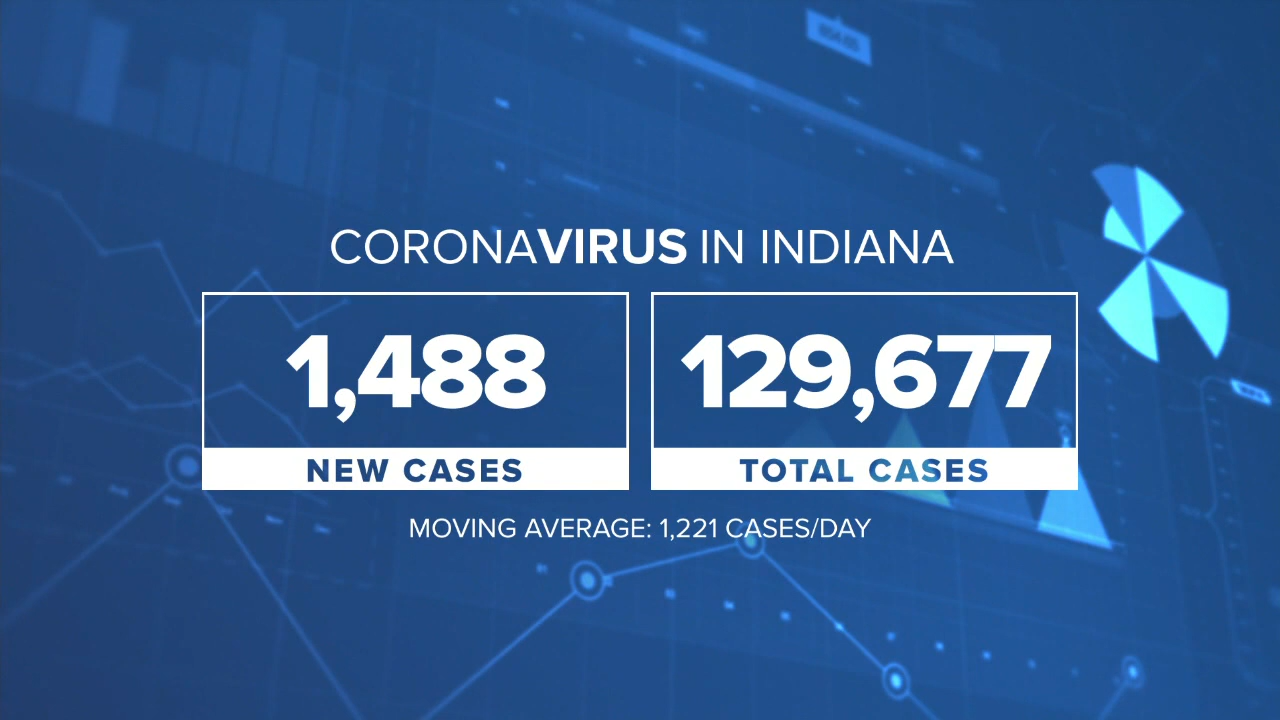 CORONAVIRUS IN INDIANA
1,488 129,677
NEW CASES TOTAL CASES
MOVING AVERAGE: 1,221 CASES/DAY